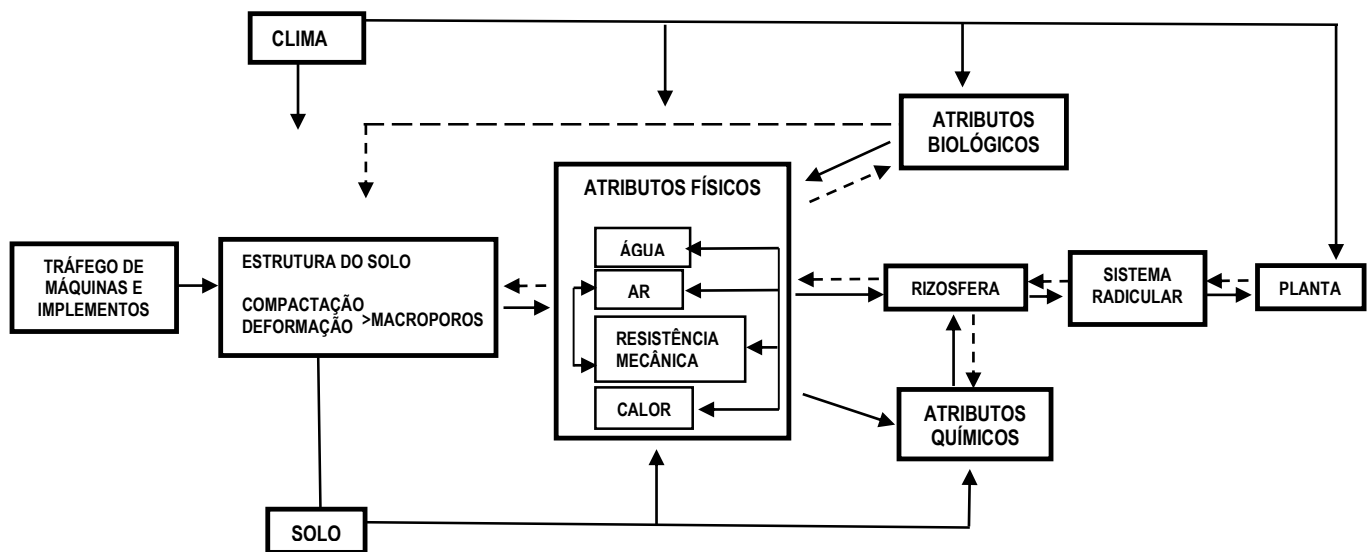 CLIMA
ATRIBUTOS
BIOLÓGICOS
ATRIBUTOS FÍSICOS
ÁGUA
AR
RESISTÊNCIA
MECÂNICA
CALOR
TRÁFEGO DE
MÁQUINAS E
IMPLEMENTOS
ESTRUTURA DO SOLO
COMPACTAÇÃO
DEFORMAÇÃO >MACROPOROS
RIZOSFERA
SISTEMA
RADICULAR
PLANTA
ATRIBUTOS
QUÍMICOS
SOLO